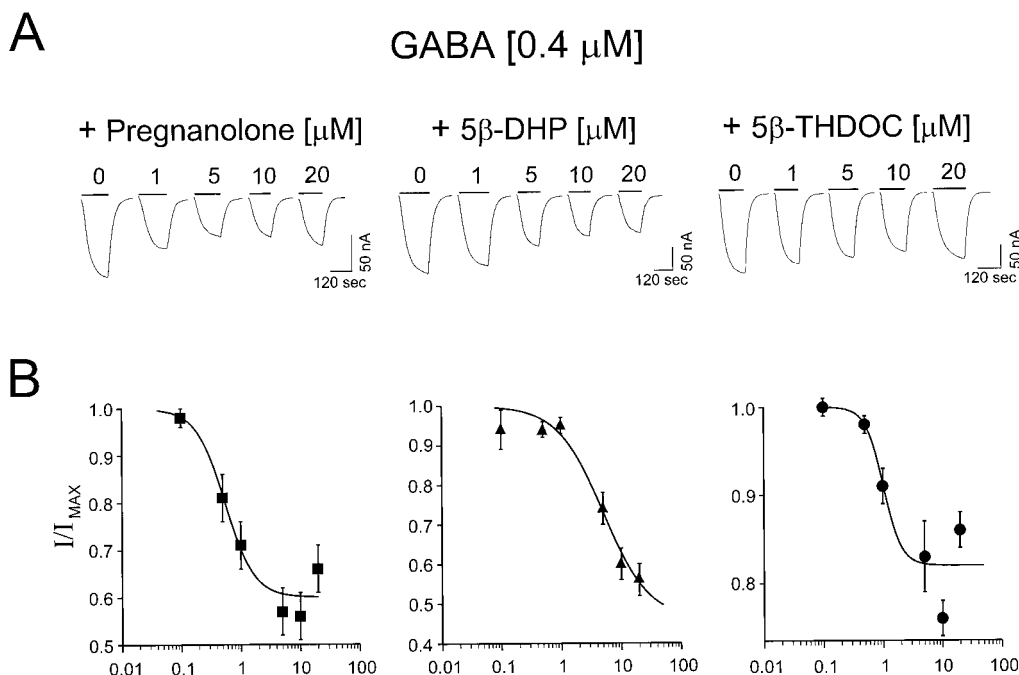 A
GABA [0.4 μM]
+ Pregnanolone [μM]
0 1 5 10 20
50 nA
120 sec
+ 5β-DHP [μM]
0 1 5 10 20
50 nA
120 sec
+ 5β-THDOC [μM]
0 1 5 10 20
50 nA
120 sec
B
I/I_MAX
1.0
0.9
0.8
0.7
0.6
0.5
0.01 0.1 1 10 100
1.0
0.9
0.8
0.7
0.6
0.5
0.4
0.01 0.1 1 10 100
1.0
0.9
0.8
0.01 0.1 1 10 100